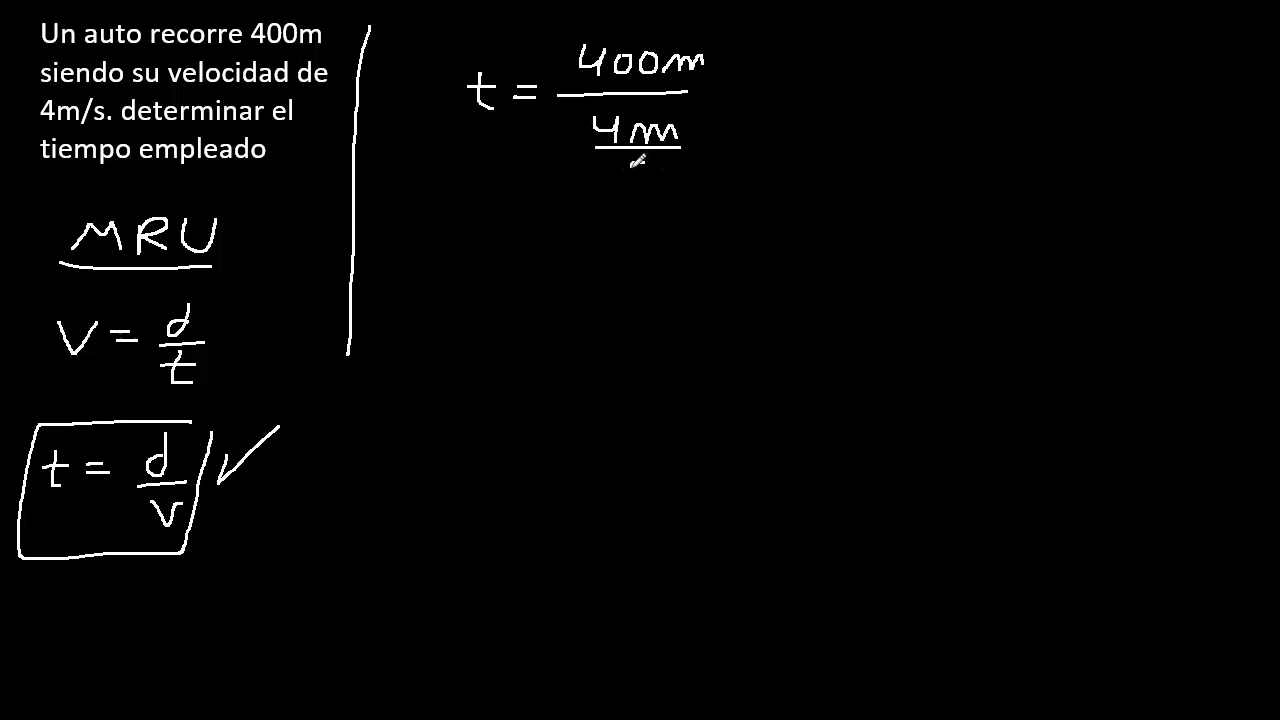 Un auto recorre 400m
siendo su velocidad de
4m/s. determinar el
tiempo empleado
MRU
v = d/t
t = d/v ✓
t = 400m
4m